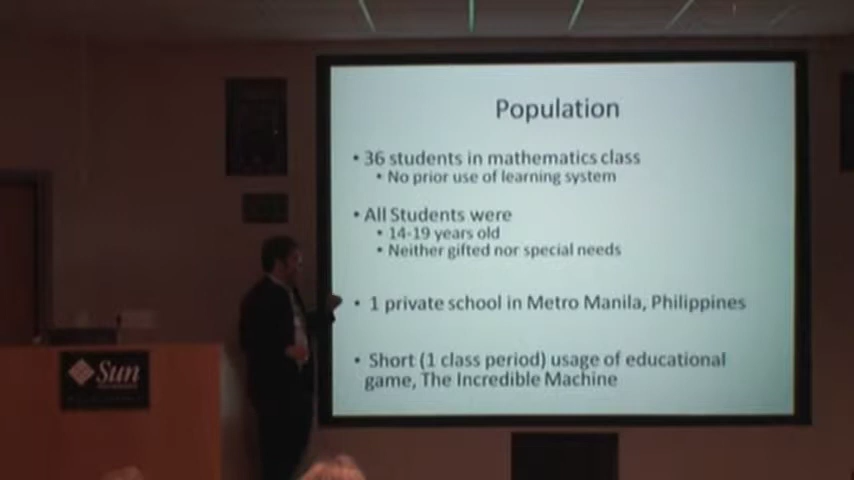 Population
• 36 students in mathematics class
• No prior use of learning system
• All Students were
• 14-19 years old
• Neither gifted nor special needs
• 1 private school in Metro Manila, Philippines
• Short (1 class period) usage of educational
game, The Incredible Machine
Sun